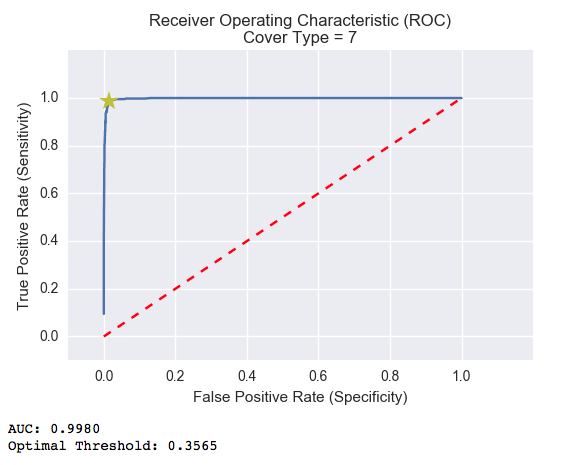 Receiver Operating Characteristic (ROC)
Cover Type = 7
1.0
0.8
0.6
0.4
0.2
0.0
True Positive Rate (Sensitivity)
0.0 0.2 0.4 0.6 0.8 1.0
False Positive Rate (Specificity)
AUC: 0.9980
Optimal Threshold: 0.3565